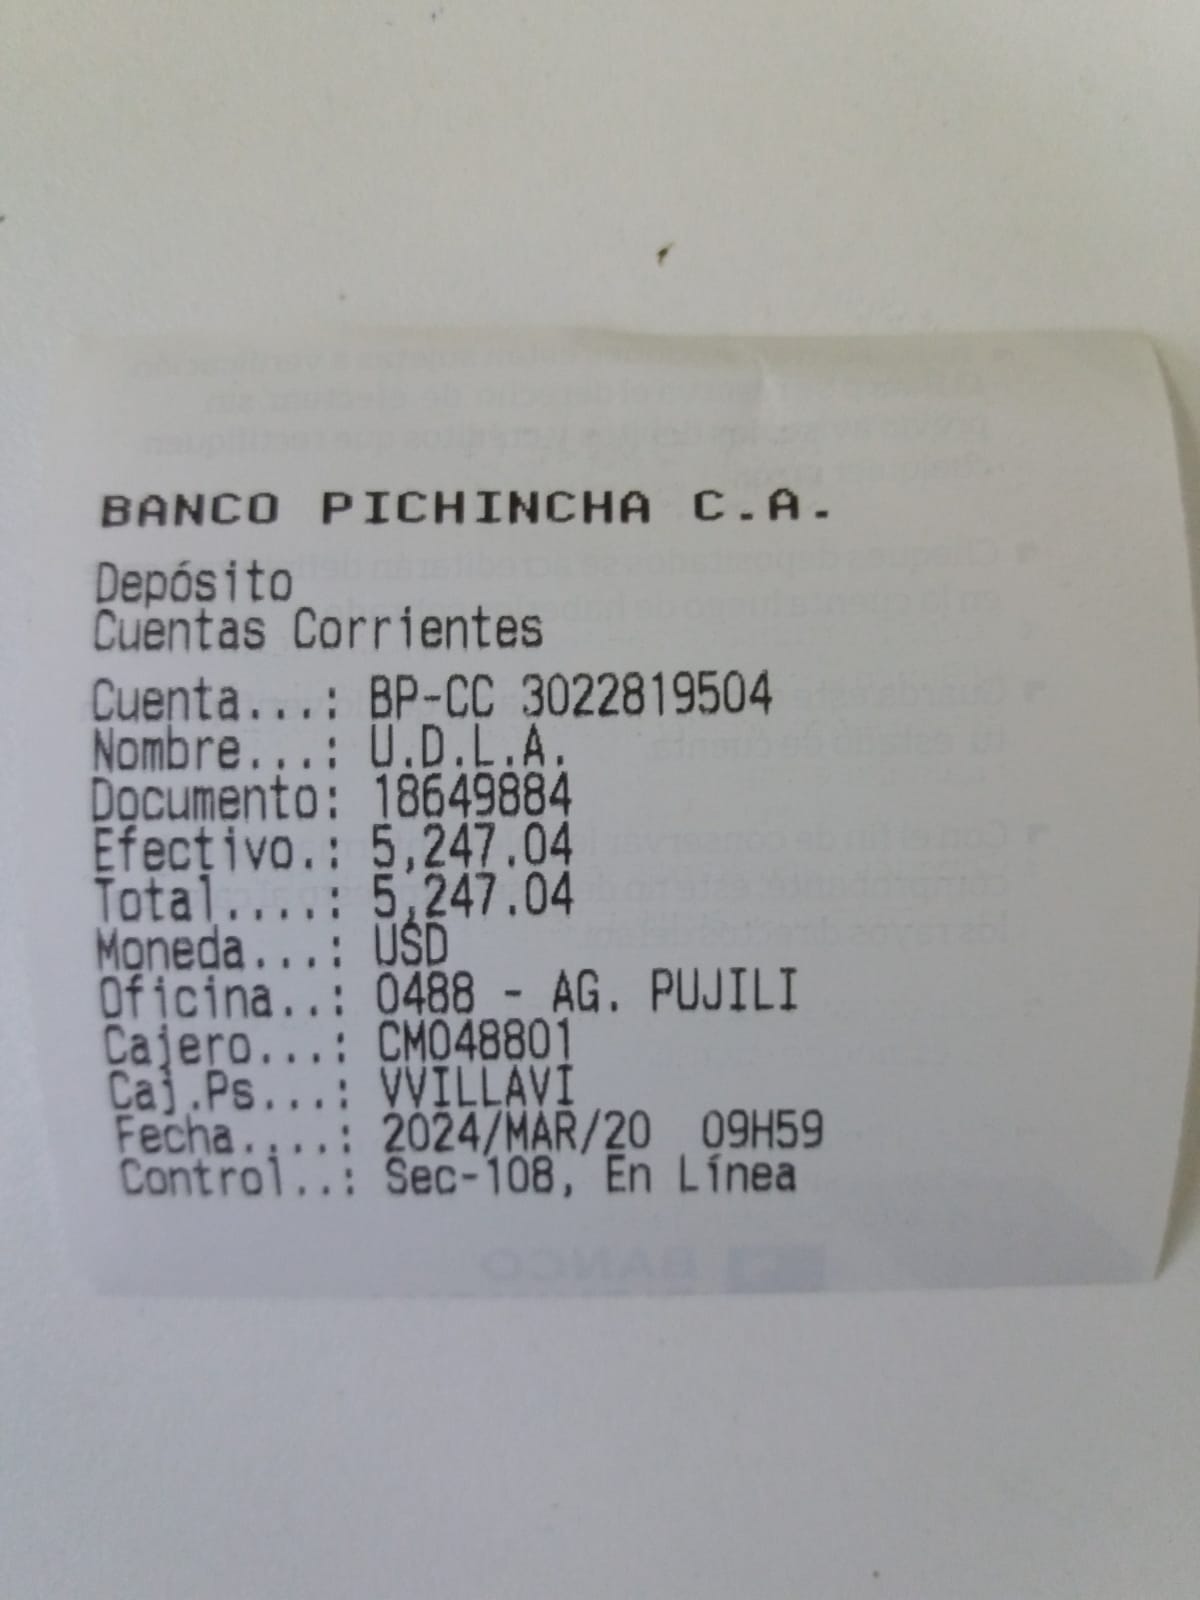 BANCO PICHINCHA C.A.
Depósito
Cuentas Corrientes
Cuenta...: BP-CC 3022819504
Nombre...: U.D.L.A.
Documento: 18649884
Efectivo.: 5,247.04
Total....: 5,247.04
Moneda...: USD
Oficina..: 0488 - AG. PUJILI
Cajero...: CM048801
Caj.Ps...: VVILLAVI
Fecha....: 2024/MAR/20 09H59
Control..: Sec-108, En Línea
BANCO